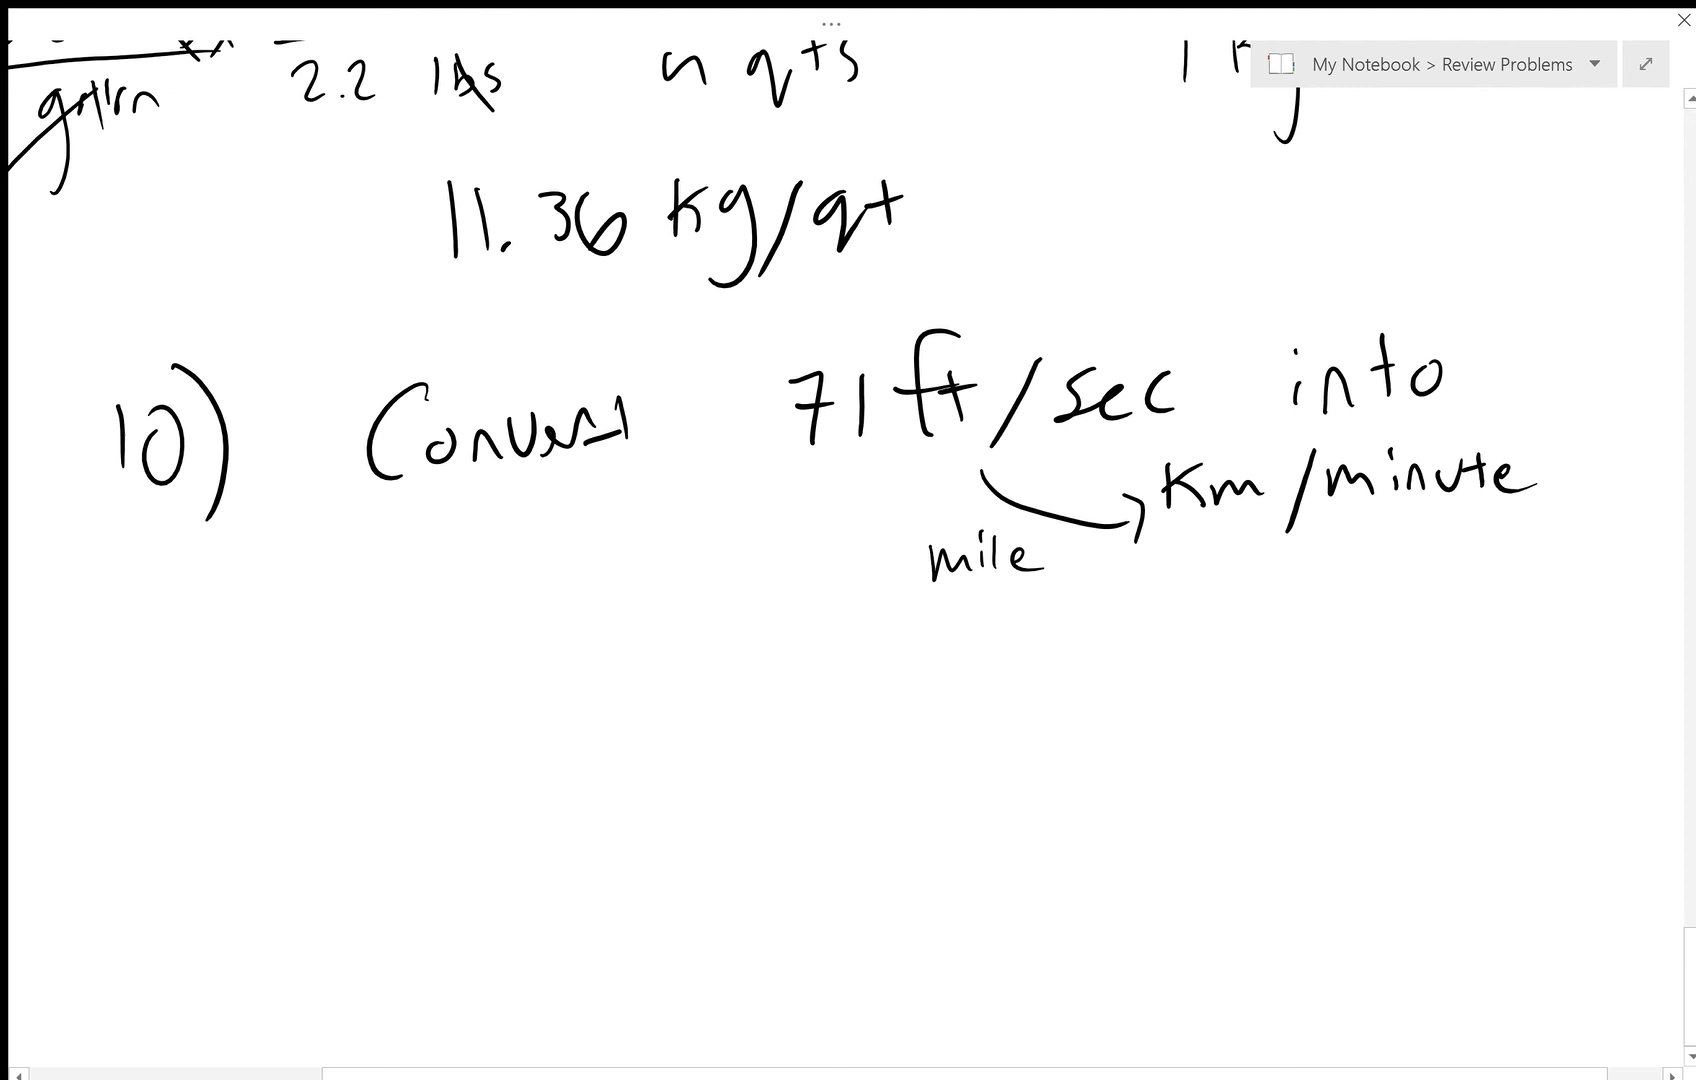 My Notebook > Review Problems
2.2 lbs
qts
11.36 kg/qt
10) Convert 71 ft/sec into
km/minute
mile